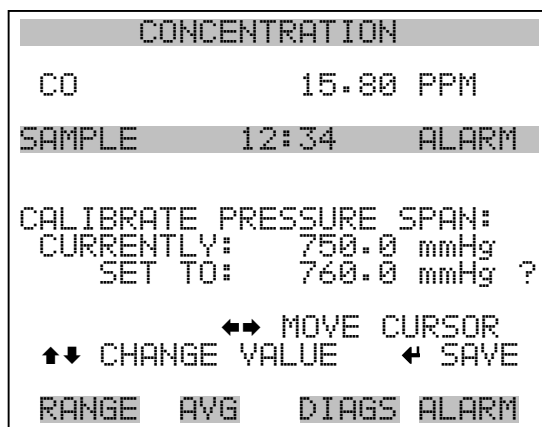 CONCENTRATION
CO 15.80 PPM
SAMPLE 12:34 ALARM
CALIBRATE PRESSURE SPAN:
CURRENTLY: 750.0 mmHg
SET TO: 760.0 mmHg ?
←→ MOVE CURSOR
↑↓ CHANGE VALUE ↵ SAVE
RANGE AVG DIAGS ALARM